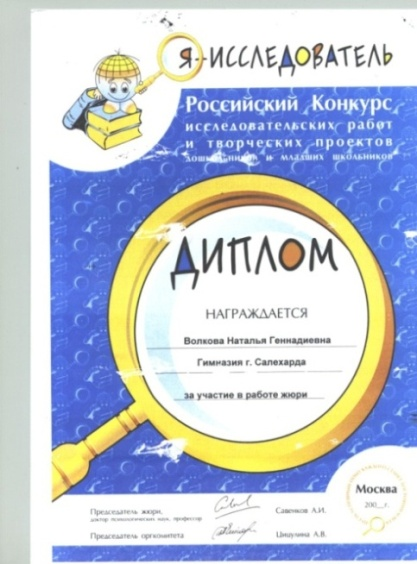 Я - ИССЛЕДОВАТЕЛЬ
Российский Конкурс
исследовательских работ
и творческих проектов
дошкольников и младших школьников
ДИПЛОМ
НАГРАЖДАЕТСЯ
Волкова Наталья Геннадиевна
Гимназия г. Салехарда
за участие в работе жюри
Москва
200__г.
Председатель жюри,
доктор психологических наук, профессор
Савенков А.И.
Председатель оргкомитета
Цицулина А.В.